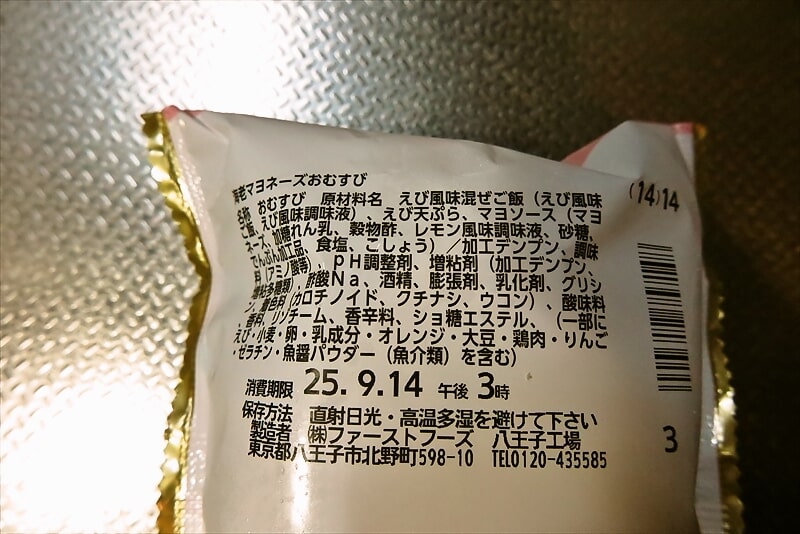 海老マヨネーズおむすび
名称 おむすび 原材料名 えび風味混ぜご飯(えび風味
ご飯、えび風味調味液)、えび天ぷら、マヨソース(マヨ
ネーズ、加糖れん乳、穀物酢、レモン風味調味液、砂糖、
でん粉加工品、食塩、こしょう)/加工デンプン、調味
料(アミノ酸等)、pH調整剤、増粘剤(加工デンプン、
増粘多糖類)、酢酸Na、酒精、膨張剤、乳化剤、グリシ
ン、着色料(カロチノイド、クチナシ、ウコン)、酸味料
、香料、リゾチーム、香辛料、ショ糖エステル、(一部に
えび・小麦・卵・乳成分・オレンジ・大豆・鶏肉・りんご
・ゼラチン・魚醤パウダー(魚介類)を含む)
消費期限 25. 9.14 午後 3時
保存方法 直射日光・高温多湿を避けて下さい
製造者 ㈱ファーストフーズ 八王子工場
東京都八王子市北野町598-10 TEL0120-435585
(14)14
3